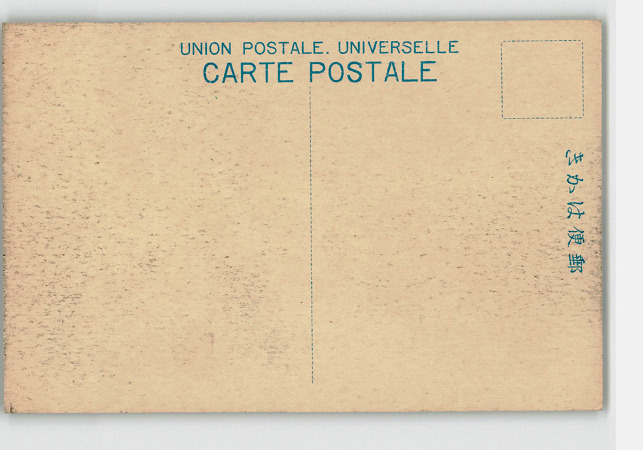 UNION POSTALE. UNIVERSELLE
CARTE POSTALE
きかは便郵